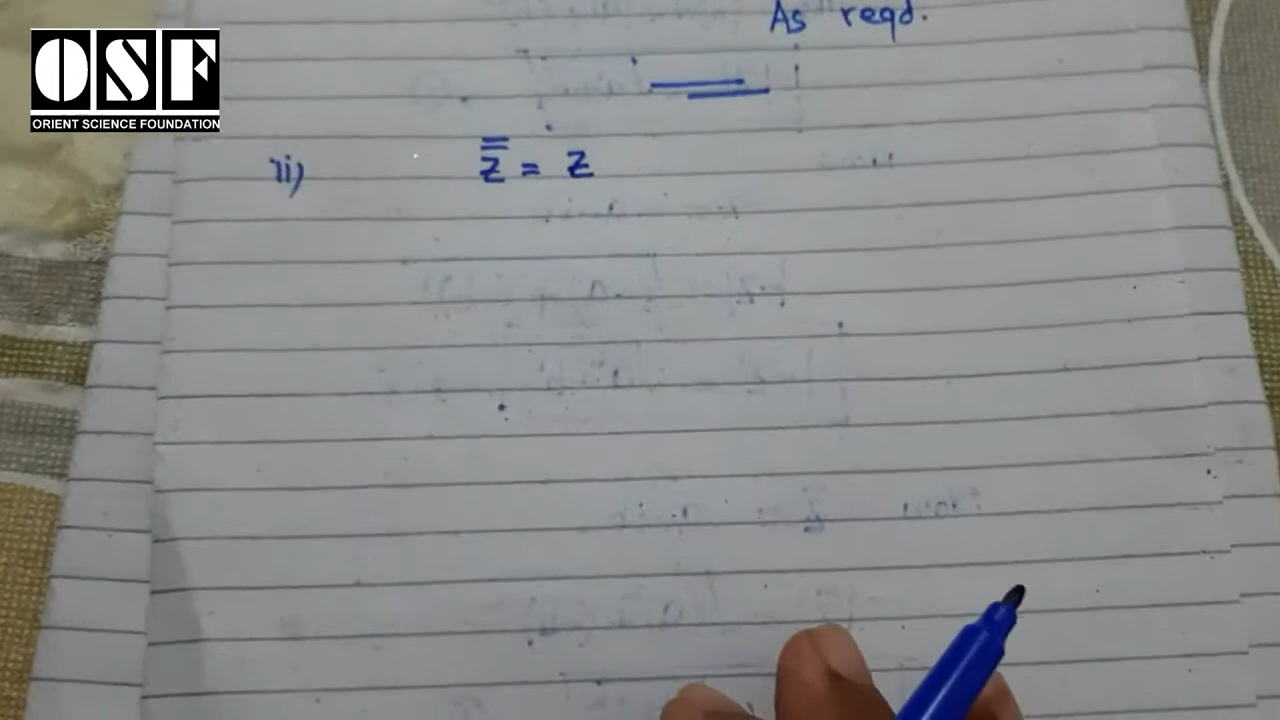 As reqd.
OSF
ORIENT SCIENCE FOUNDATION
ii) z̿ = z